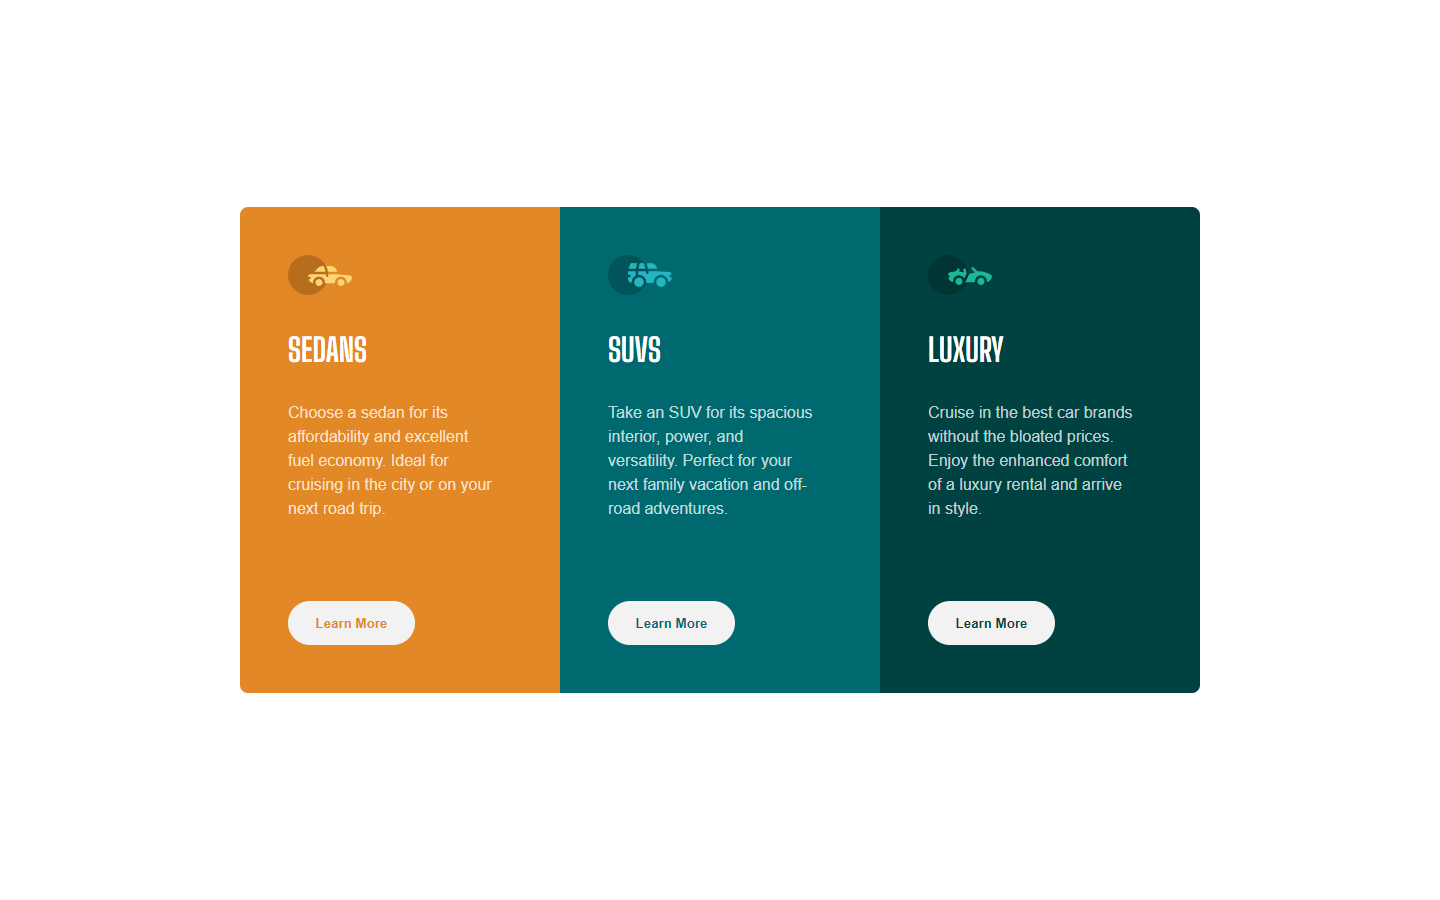 SEDANS
Choose a sedan for its
affordability and excellent
fuel economy. Ideal for
cruising in the city or on your
next road trip.
Learn More
SUVS
Take an SUV for its spacious
interior, power, and
versatility. Perfect for your
next family vacation and off-
road adventures.
Learn More
LUXURY
Cruise in the best car brands
without the bloated prices.
Enjoy the enhanced comfort
of a luxury rental and arrive
in style.
Learn More